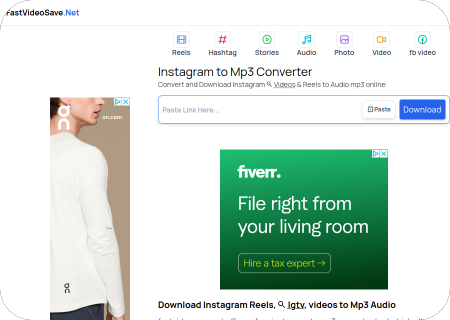 FastVideoSave.Net
Reels
Hashtag
Stories
Audio
Photo
Video
fb video
Instagram to Mp3 Converter
Convert and Download Instagram Videos & Reels to Audio mp3 online
Paste Link Here...
Paste
Download
on
on.com
on
fiverr.
File right from
your living room
Hire a tax expert →
Download Instagram Reels, Igtv, videos to Mp3 Audio